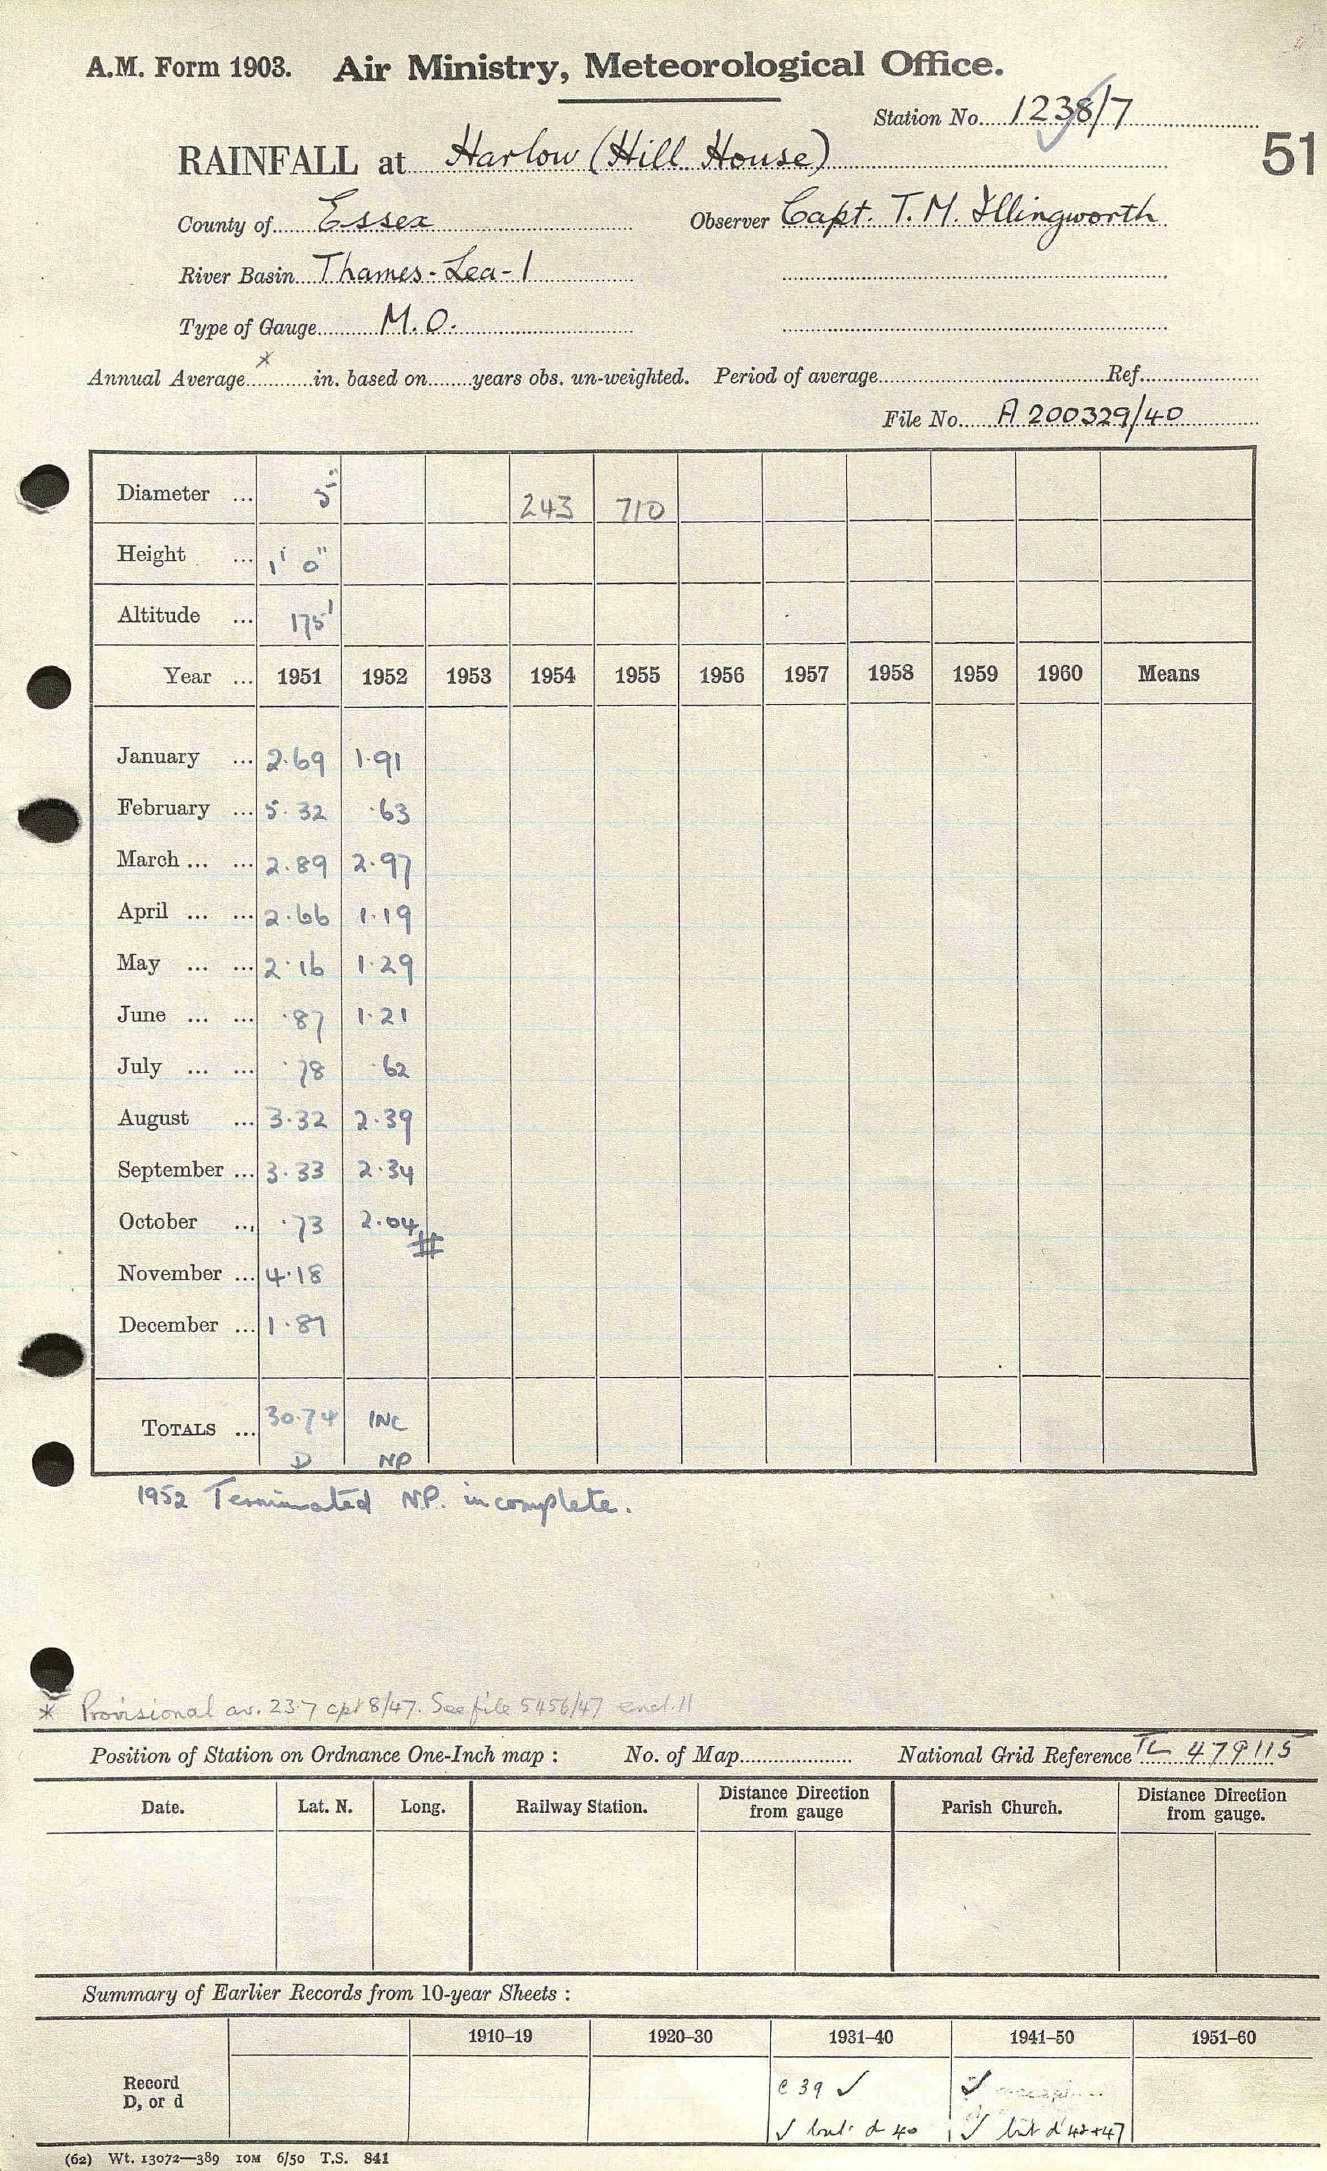 A.M. Form 1903. Air Ministry, Meteorological Office.
Station No. 1238/7
51
RAINFALL at Harlow (Hill House)
County of Essex Observer Capt. T. M. Illingworth
River Basin Thames-Lea-1
Type of Gauge M.O.
Annual Average * in. based on years obs. un-weighted. Period of average Ref.
File No. A 200329/40
Diameter ... 5" 243 710
Height ... 1' 0"
Altitude ... 175'
Year ... 1951 1952 1953 1954 1955 1956 1957 1958 1959 1960 Means
January ... 2.69 1.91
February ... 5.32 .63
March ... ... 2.89 2.97
April ... ... 2.66 1.19
May ... ... 2.16 1.29
June ... ... .87 1.21
July ... ... .78 .62
August ... 3.32 2.39
September ... 3.33 2.34
October ... .73 2.04
November ... 4.18
December ... 1.81
TOTALS ... 30.74 INC
D NP
1952 Terminated N.P. incomplete.
* Provisional av. 23.7 cpt 8/47. See file 5456/47 encl. 11
Position of Station on Ordnance One-Inch map : No. of Map National Grid Reference TL 479115
Date. Lat. N. Long. Railway Station. Distance from gauge Direction Parish Church. Distance from gauge. Direction
Summary of Earlier Records from 10-year Sheets :
1910-19 1920-30 1931-40 1941-50 1951-60
Record D, or d
c 39 ✓ ✓
✓ but d 40 ✓ but d 42+47
(62) Wt. 13072—389 10M 6/50 T.S. 841